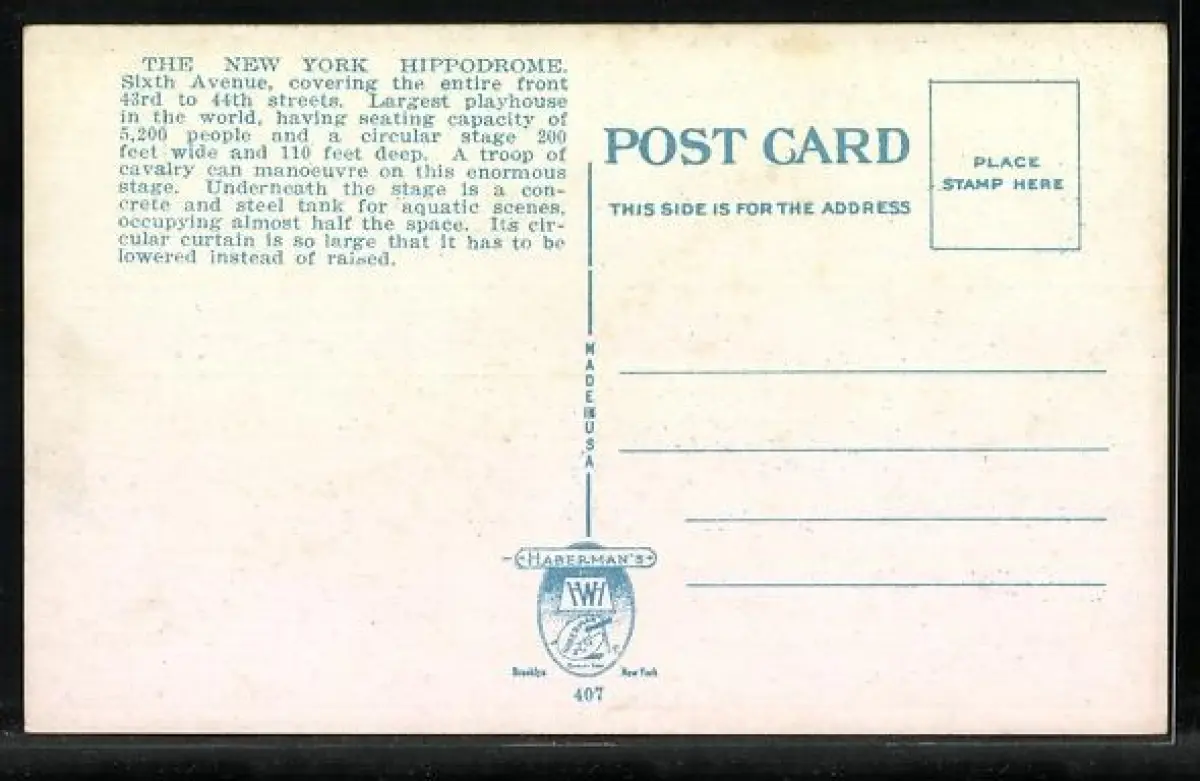 THE NEW YORK HIPPODROME.
Sixth Avenue, covering the entire front
43rd to 44th streets. Largest playhouse
in the world, having seating capacity of
5,200 people and a circular stage 200
feet wide and 110 feet deep. A troop of
cavalry can manoeuvre on this enormous
stage. Underneath the stage is a con-
crete and steel tank for aquatic scenes,
occupying almost half the space. Its cir-
cular curtain is so large that it has to be
lowered instead of raised.
POST CARD
THIS SIDE IS FOR THE ADDRESS
PLACE
STAMP HERE
MADE IN USA
HABERMAN'S
Brooklyn New York
407